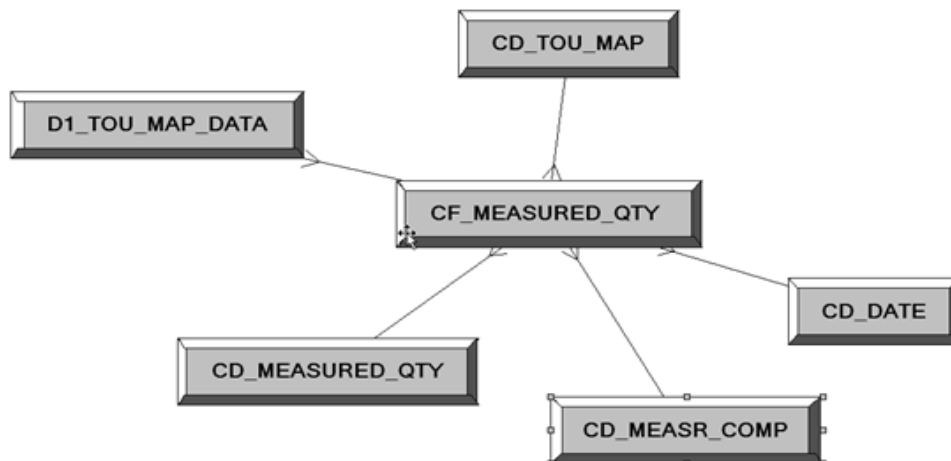 CD_TOU_MAP
D1_TOU_MAP_DATA
CF_MEASURED_QTY
CD_DATE
CD_MEASURED_QTY
CD_MEASR_COMP